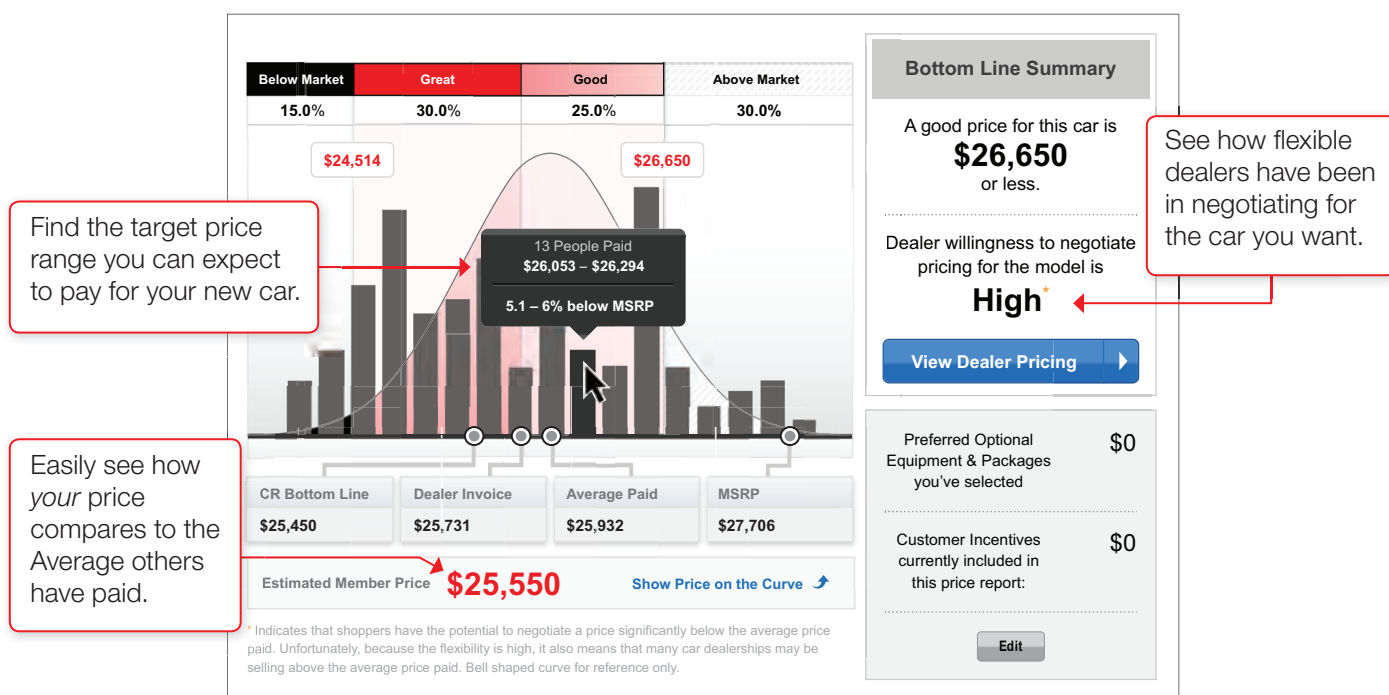 Below Market
Great
Good
Above Market
15.0%
30.0%
25.0%
30.0%
$24,514
$26,650
13 People Paid
$26,053 – $26,294
5.1 – 6% below MSRP
Find the target price
range you can expect
to pay for your new car.
Easily see how
your price
compares to the
Average others
have paid.
CR Bottom Line
$25,450
Dealer Invoice
$25,731
Average Paid
$25,932
MSRP
$27,706
Estimated Member Price $25,550
Show Price on the Curve
* Indicates that shoppers have the potential to negotiate a price significantly below the average price
paid. Unfortunately, because the flexibility is high, it also means that many car dealerships may be
selling above the average price paid. Bell shaped curve for reference only.
Bottom Line Summary
A good price for this car is
$26,650
or less.
Dealer willingness to negotiate
pricing for the model is
High*
View Dealer Pricing
See how flexible
dealers have been
in negotiating for
the car you want.
Preferred Optional
Equipment & Packages
you've selected
$0
Customer Incentives
currently included in
this price report:
$0
Edit